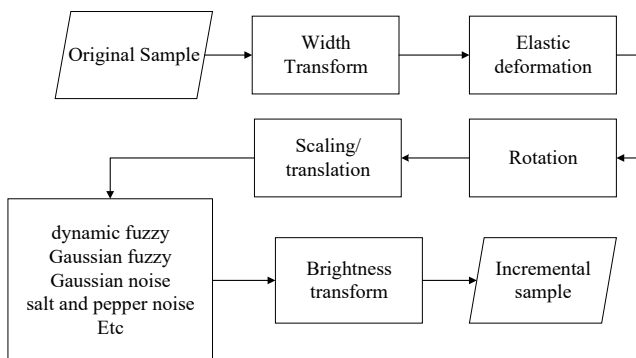 Original Sample
Width
Transform
Elastic
deformation
Rotation
Scaling/
translation
dynamic fuzzy
Gaussian fuzzy
Gaussian noise
salt and pepper noise
Etc
Brightness
transform
Incremental
sample